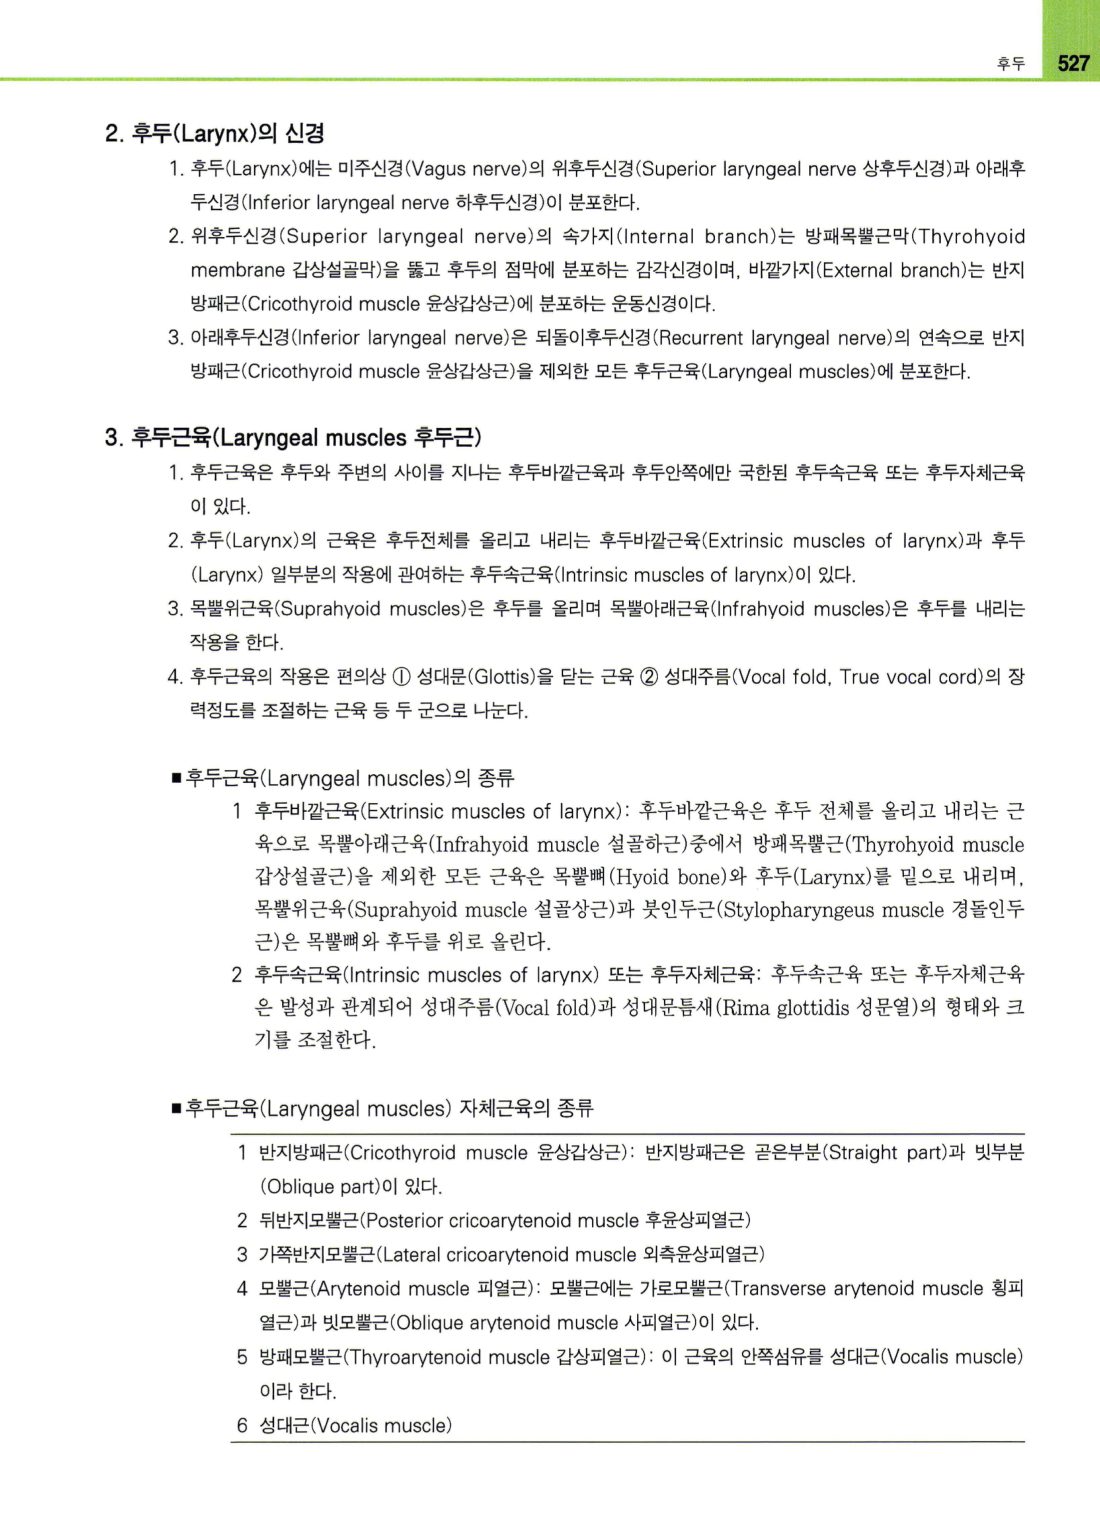 후두 527
2. 후두(Larynx)의 신경
1. 후두(Larynx)에는 미주신경(Vagus nerve)의 위후두신경(Superior laryngeal nerve 상후두신경)과 아래후
두신경(Inferior laryngeal nerve 하후두신경)이 분포한다.
2. 위후두신경(Superior laryngeal nerve)의 속가지(Internal branch)는 방패목뿔근막(Thyrohyoid
membrane 갑상설골막)을 뚫고 후두의 점막에 분포하는 감각신경이며, 바깥가지(External branch)는 반지
방패근(Cricothyroid muscle 윤상갑상근)에 분포하는 운동신경이다.
3. 아래후두신경(Inferior laryngeal nerve)은 되돌이후두신경(Recurrent laryngeal nerve)의 연속으로 반지
방패근(Cricothyroid muscle 윤상갑상근)을 제외한 모든 후두근육(Laryngeal muscles)에 분포한다.
3. 후두근육(Laryngeal muscles 후두근)
1. 후두근육은 후두와 주변의 사이를 지나는 후두바깥근육과 후두안쪽에만 국한된 후두속근육 또는 후두자체근육
이 있다.
2. 후두(Larynx)의 근육은 후두전체를 올리고 내리는 후두바깥근육(Extrinsic muscles of larynx)과 후두
(Larynx) 일부분의 작용에 관여하는 후두속근육(Intrinsic muscles of larynx)이 있다.
3. 목뿔위근육(Suprahyoid muscles)은 후두를 올리며 목뿔아래근육(Infrahyoid muscles)은 후두를 내리는
작용을 한다.
4. 후두근육의 작용은 편의상 ① 성대문(Glottis)을 닫는 근육 ② 성대주름(Vocal fold, True vocal cord)의 장
력정도를 조절하는 근육 등 두 군으로 나눈다.
■ 후두근육(Laryngeal muscles)의 종류
1 후두바깥근육(Extrinsic muscles of larynx): 후두바깥근육은 후두 전체를 올리고 내리는 근
육으로 목뿔아래근육(Infrahyoid muscle 설골하근)중에서 방패목뿔근(Thyrohyoid muscle
갑상설골근)을 제외한 모든 근육은 목뿔뼈(Hyoid bone)와 후두(Larynx)를 밑으로 내리며,
목뿔위근육(Suprahyoid muscle 설골상근)과 붓인두근(Stylopharyngeus muscle 경돌인두
근)은 목뿔뼈와 후두를 위로 올린다.
2 후두속근육(Intrinsic muscles of larynx) 또는 후두자체근육: 후두속근육 또는 후두자체근육
은 발성과 관계되어 성대주름(Vocal fold)과 성대문틈새(Rima glottidis 성문열)의 형태와 크
기를 조절한다.
■ 후두근육(Laryngeal muscles) 자체근육의 종류
1 반지방패근(Cricothyroid muscle 윤상갑상근): 반지방패근은 곧은부분(Straight part)과 빗부분
(Oblique part)이 있다.
2 뒤반지모뿔근(Posterior cricoarytenoid muscle 후윤상피열근)
3 가쪽반지모뿔근(Lateral cricoarytenoid muscle 외측윤상피열근)
4 모뿔근(Arytenoid muscle 피열근): 모뿔근에는 가로모뿔근(Transverse arytenoid muscle 횡피
열근)과 빗모뿔근(Oblique arytenoid muscle 사피열근)이 있다.
5 방패모뿔근(Thyroarytenoid muscle 갑상피열근): 이 근육의 안쪽섬유를 성대근(Vocalis muscle)
이라 한다.
6 성대근(Vocalis muscle)